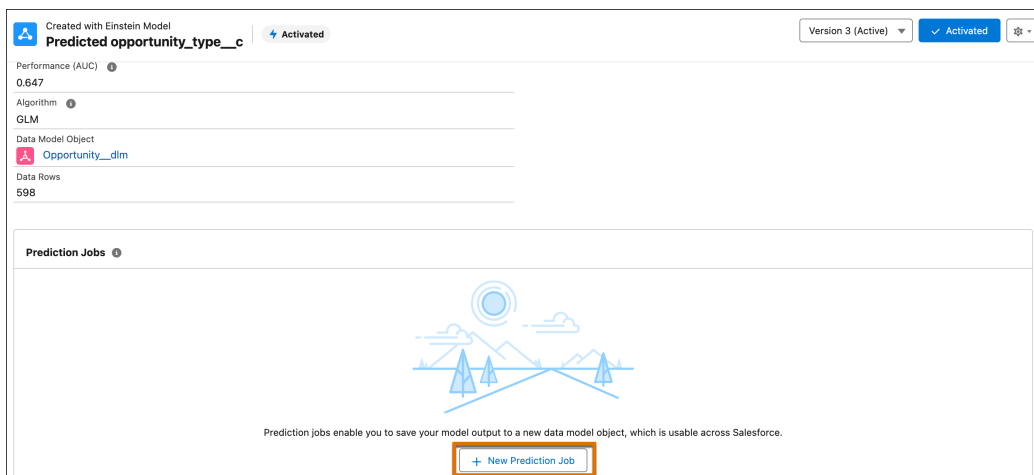 Created with Einstein Model
Predicted opportunity_type__c
Activated
Version 3 (Active)
Activated
Performance (AUC)
0.647
Algorithm
GLM
Data Model Object
Opportunity__dlm
Data Rows
598
Prediction Jobs
Prediction jobs enable you to save your model output to a new data model object, which is usable across Salesforce.
+ New Prediction Job